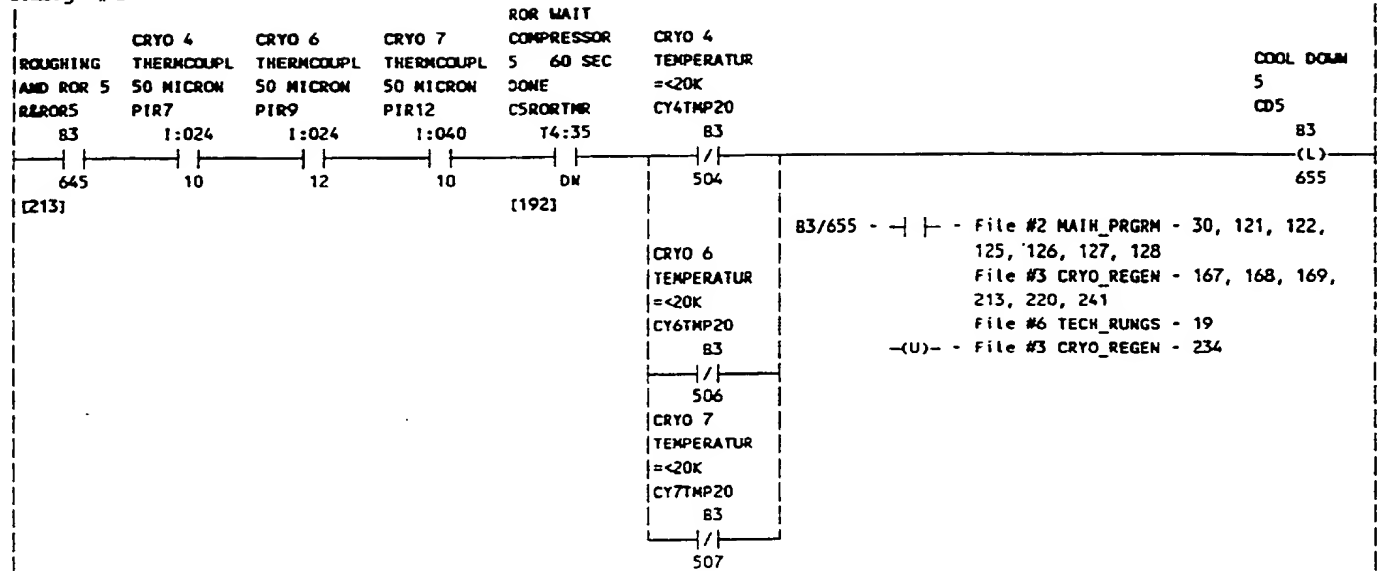 ROR WAIT
CRYO 4 CRYO 6 CRYO 7 COMPRESSOR CRYO 4
ROUGHING THERMCOUPL THERMCOUPL THERMCOUPL 5 60 SEC TEMPERATUR COOL DOWN
AND ROR 5 50 MICRON 50 MICRON 50 MICRON DONE =<20K 5
R&ROR5 PIR7 PIR9 PIR12 C5RORTMR CY4TMP20 CD5
B3 I:024 I:024 I:040 T4:35 B3 B3
(L)
645 10 12 10 DN 504 655
[213] [192]
B3/655 - -] [- - File #2 MAIN_PRGRM - 30, 121, 122,
CRYO 6 125, 126, 127, 128
TEMPERATUR File #3 CRYO_REGEN - 167, 168, 169,
=<20K 213, 220, 241
CY6TMP20 File #6 TECH_RUNGS - 19
B3 -(U)- - File #3 CRYO_REGEN - 234
506
CRYO 7
TEMPERATUR
=<20K
CY7TMP20
B3
507